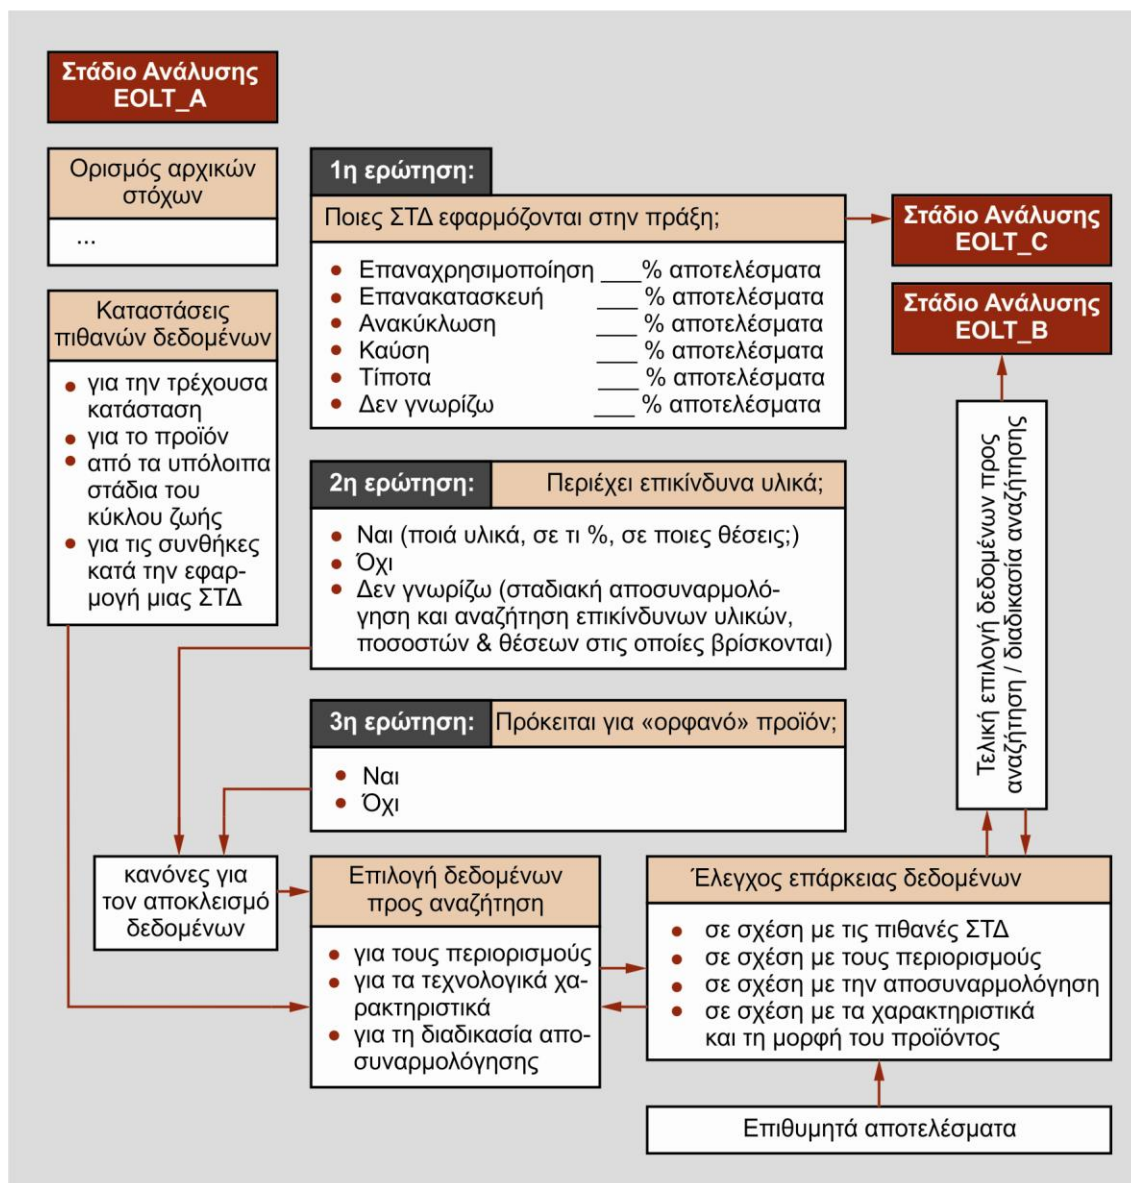 Στάδιο Ανάλυσης
EOLT_A
Ορισμός αρχικών
στόχων
...
Καταστάσεις
πιθανών δεδομένων
για την τρέχουσα
κατάσταση
για το προϊόν
από τα υπόλοιπα
στάδια του
κύκλου ζωής
για τις συνθήκες
κατά την εφαρ-
μογή μιας ΣΤΔ
1η ερώτηση:
Ποιες ΣΤΔ εφαρμόζονται στην πράξη;
Επαναχρησιμοποίηση ___% αποτελέσματα
Επανακατασκευή ___ % αποτελέσματα
Ανακύκλωση ___ % αποτελέσματα
Καύση ___ % αποτελέσματα
Τίποτα ___ % αποτελέσματα
Δεν γνωρίζω ___ % αποτελέσματα
Στάδιο Ανάλυσης
EOLT_C
Στάδιο Ανάλυσης
EOLT_B
2η ερώτηση: Περιέχει επικίνδυνα υλικά;
Ναι (ποιά υλικά, σε τι %, σε ποιες θέσεις;)
Όχι
Δεν γνωρίζω (σταδιακή αποσυναρμολό-
γηση και αναζήτηση επικίνδυνων υλικών,
ποσοστών & θέσεων στις οποίες βρίσκονται)
3η ερώτηση: Πρόκειται για «ορφανό» προϊόν;
Ναι
Όχι
Τελική επιλογή δεδομένων προς
αναζήτηση / διαδικασία αναζήτησης
κανόνες για
τον αποκλεισμό
δεδομένων
Επιλογή δεδομένων
προς αναζήτηση
για τους περιορισμούς
για τα τεχνολογικά χα-
ρακτηριστικά
για τη διαδικασία απο-
συναρμολόγησης
Έλεγχος επάρκειας δεδομένων
σε σχέση με τις πιθανές ΣΤΔ
σε σχέση με τους περιορισμούς
σε σχέση με την αποσυναρμολόγηση
σε σχέση με τα χαρακτηριστικά
και τη μορφή του προϊόντος
Επιθυμητά αποτελέσματα